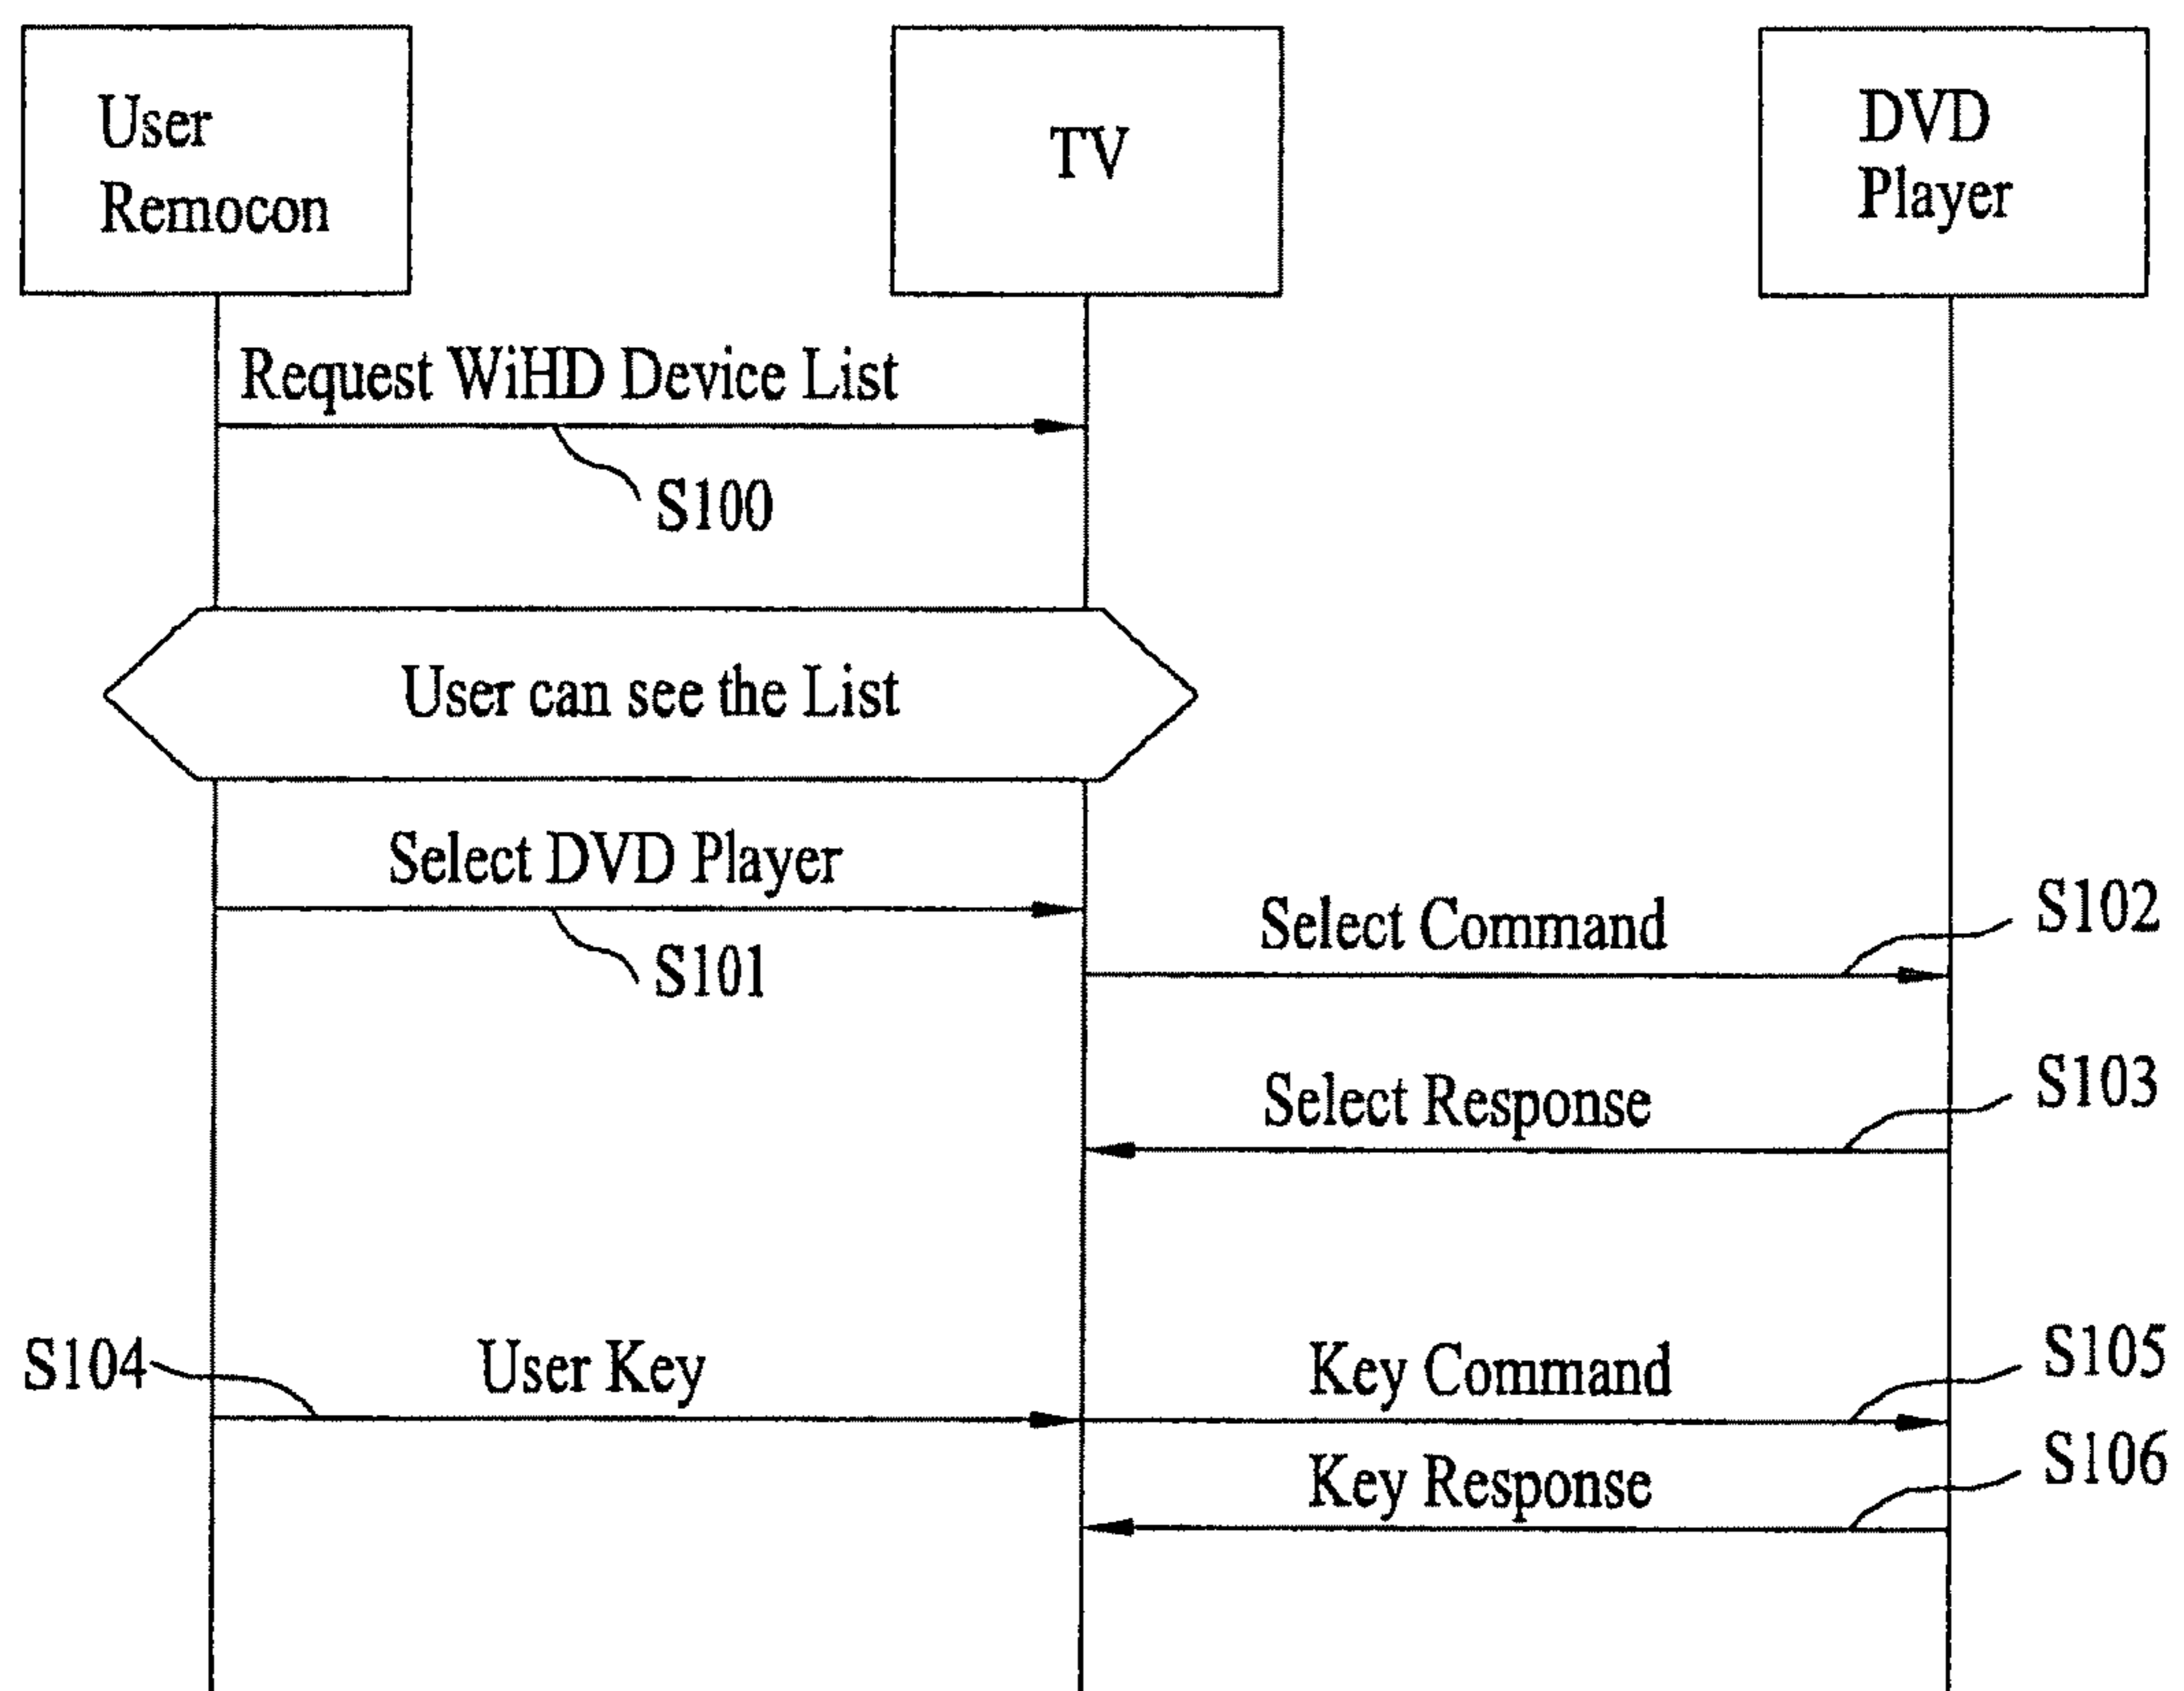 User
Remocon
TV
DVD
Player
Request WiHD Device List
S100
User can see the List
Select DVD Player
S101
Select Command
S102
Select Response
S103
S104
User Key
Key Command
S105
Key Response
S106